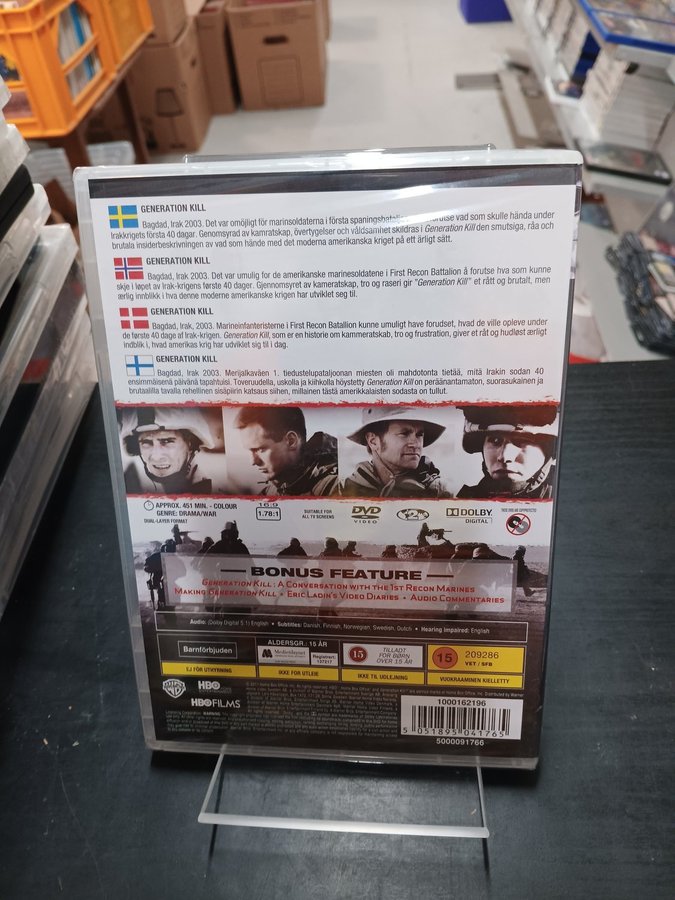 GENERATION KILL
Bagdad, Irak 2003. Det var omöjligt för marinsoldaterna i första spaningsbatal utse vad som skulle hända under
Irakkrigets första 40 dagar. Genomsyrad av kamratskap, övertygelser och våldsamhet skildras i Generation Kill den smutsiga, råa och
brutala insiderbeskrivningen av vad som hände med det moderna amerikanska kriget på ett ärligt sätt.
GENERATION KILL
Bagdad, Irak 2003. Det var umulig for de amerikanske marinesoldatene i First Recon Battalion å forutse hva som kunne
skje i løpet av Irak-krigens første 40 dager. Gjennomsyret av kameratskap, tro og raseri gir "Generation Kill" et rått og brutalt, men
ærlig innblikk i hva denne moderne amerikanske krigen har utviklet seg til.
GENERATION KILL
Bagdad, Irak, 2003. Marineinfanteristerne i First Recon Batallion kunne umuligt have forudset, hvad de ville opleve under
de første 40 dage af Irak-krigen. Generation Kill, som er en historie om kammeratskab, tro og frustration, giver et råt og hudløst ærligt
indblik i, hvad amerikas krig har udviklet sig til i dag.
GENERATION KILL
Bagdad, Irak, 2003. Merijalkaväen 1. tiedustelupataljoonan miesten oli mahdotonta tietää, mitä Irakin sodan 40
ensimmäisenä päivänä tapahtuisi. Toveruudella, uskolla ja kiihkolla höystetty Generation Kill on peräänantamaton, suorasukainen ja
brutaalilla tavalla rehellinen sisäpiirin katsaus siihen, millainen tästä amerikkalaisten sodasta on tullut.
APPROX. 451 MIN. - COLOUR
GENRE: DRAMA/WAR
DUAL-LAYER FORMAT
16:9
1.78:1
SUITABLE FOR
ALL TV SCREENS
DVD
VIDEO
2
DOLBY
DIGITAL
BONUS FEATURE
GENERATION KILL: A CONVERSATION WITH THE 1ST RECON MARINES
MAKING GENERATION KILL • ERIC LADIN'S VIDEO DIARIES • AUDIO COMMENTARIES
Audio: (Dolby Digital 5.1) English • Subtitles: Danish, Finnish, Norwegian, Swedish, Dutch • Hearing Impaired: English
Barnförbjuden
ALDERSGR.: 15 ÅR
Medietilsynet
Registrert:
137217
15
TILLADT
FOR BØRN
OVER 15 ÅR
15
209286
VET / SFB
EJ FÖR UTHYRNING
IKKE FOR UTLEIE
IKKE TIL UDLEJNING
VUOKRAAMINEN KIELLETTY
WB
HBO
HBO FILMS
1000162196
5 051895 041765
5000091766